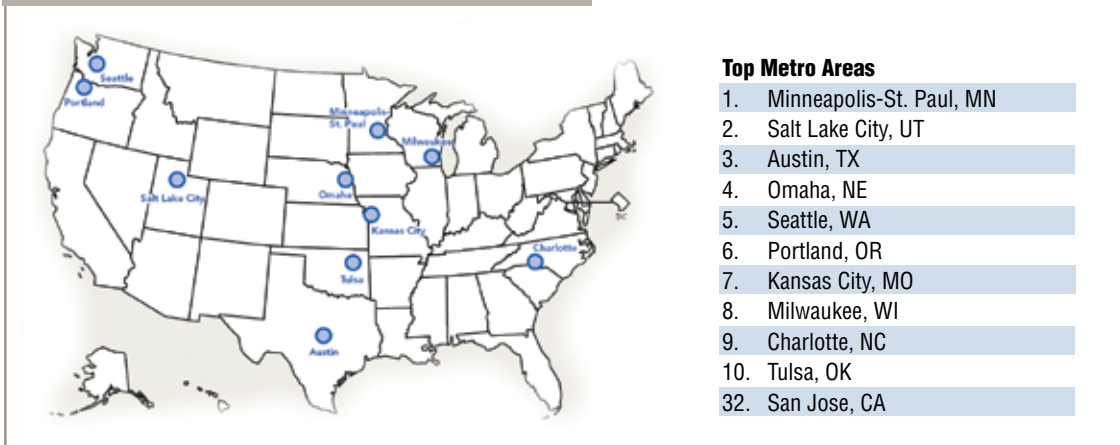 Seattle
Portland
Minneapolis-
St. Paul
Milwaukee
Salt Lake City
Omaha
Kansas City
Charlotte
Tulsa
Austin
DC
Top Metro Areas
1. Minneapolis-St. Paul, MN
2. Salt Lake City, UT
3. Austin, TX
4. Omaha, NE
5. Seattle, WA
6. Portland, OR
7. Kansas City, MO
8. Milwaukee, WI
9. Charlotte, NC
10. Tulsa, OK
32. San Jose, CA